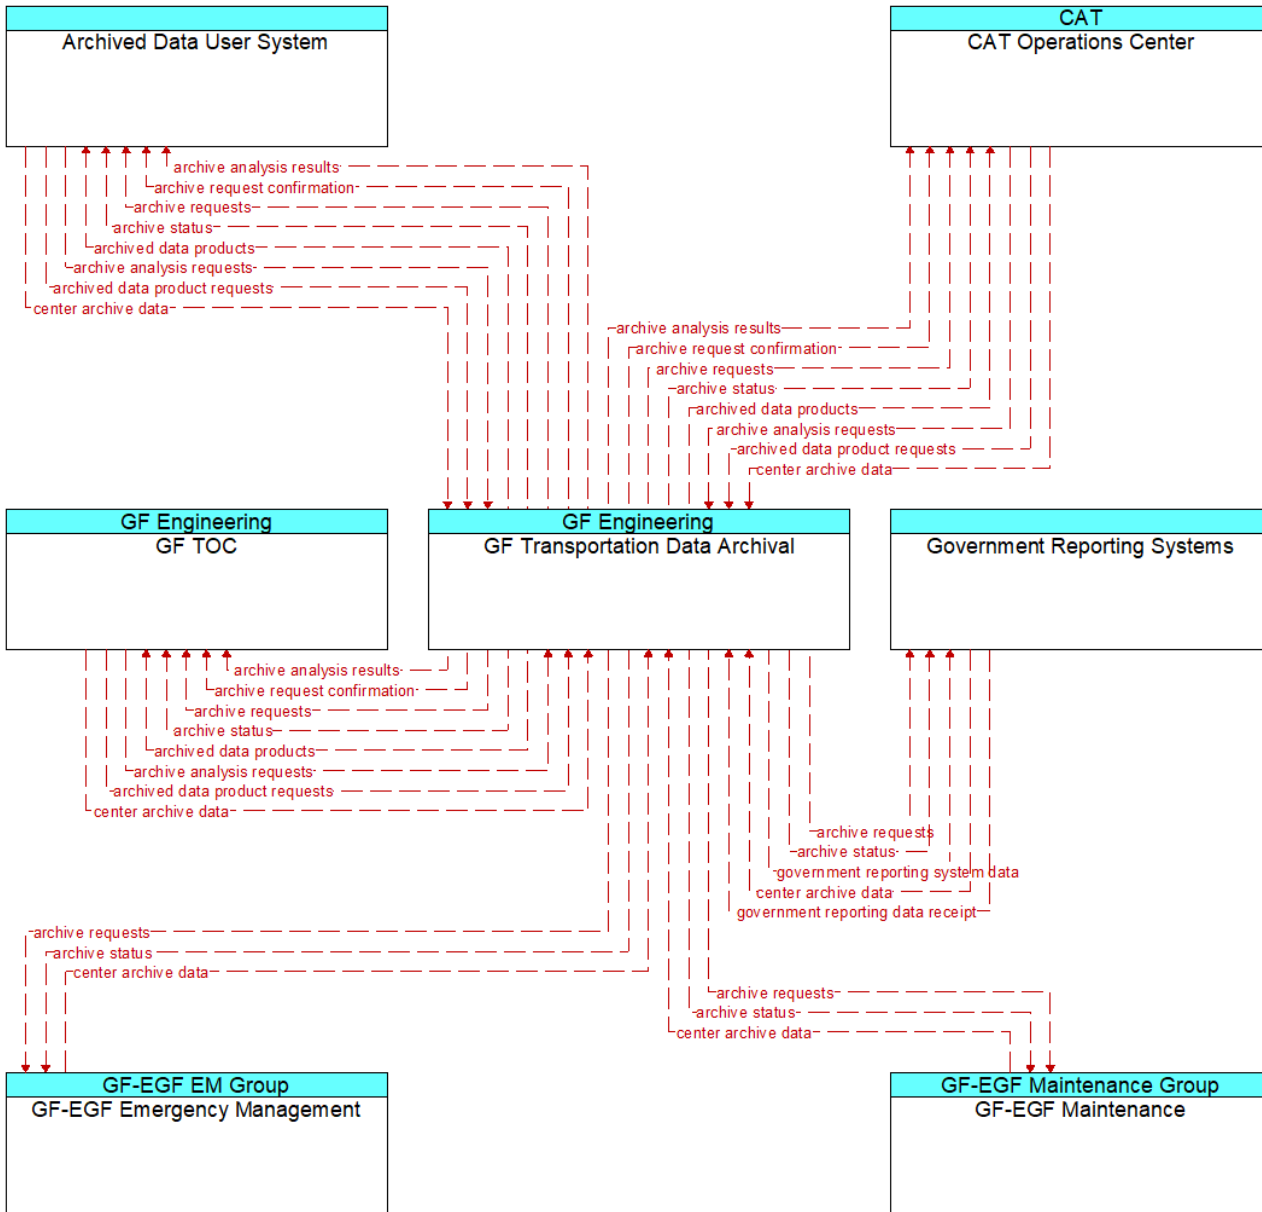 Archived Data User System
CAT
CAT Operations Center
archive analysis results
archive request confirmation
archive requests
archive status
archived data products
archive analysis requests
archived data product requests
center archive data
archive analysis results
archive request confirmation
archive requests
archive status
archived data products
archive analysis requests
archived data product requests
center archive data
GF Engineering
GF TOC
GF Engineering
GF Transportation Data Archival
Government Reporting Systems
archive analysis results
archive request confirmation
archive requests
archive status
archived data products
archive analysis requests
archived data product requests
center archive data
archive requests
archive status
government reporting system data
center archive data
government reporting data receipt
archive requests
archive status
center archive data
archive requests
archive status
center archive data
GF-EGF EM Group
GF-EGF Emergency Management
GF-EGF Maintenance Group
GF-EGF Maintenance